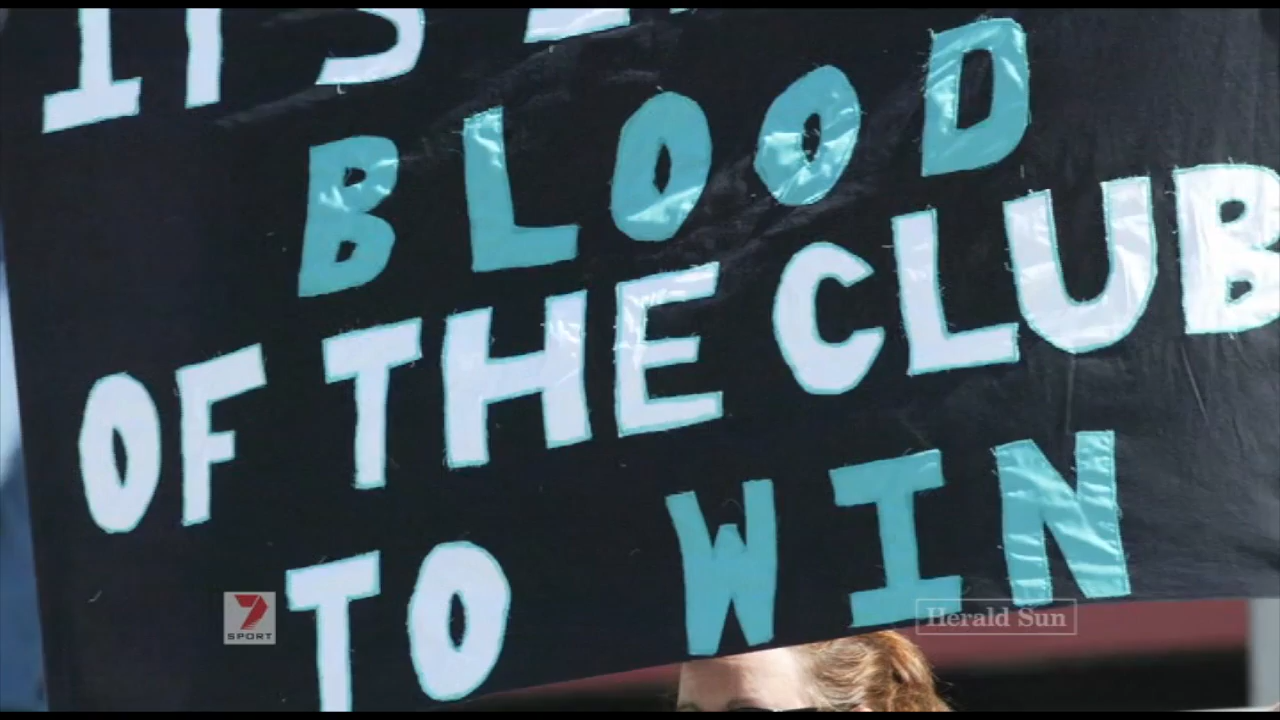 IT'S
BLOOD
OF THE CLUB
TO WIN
7
SPORT
Herald Sun